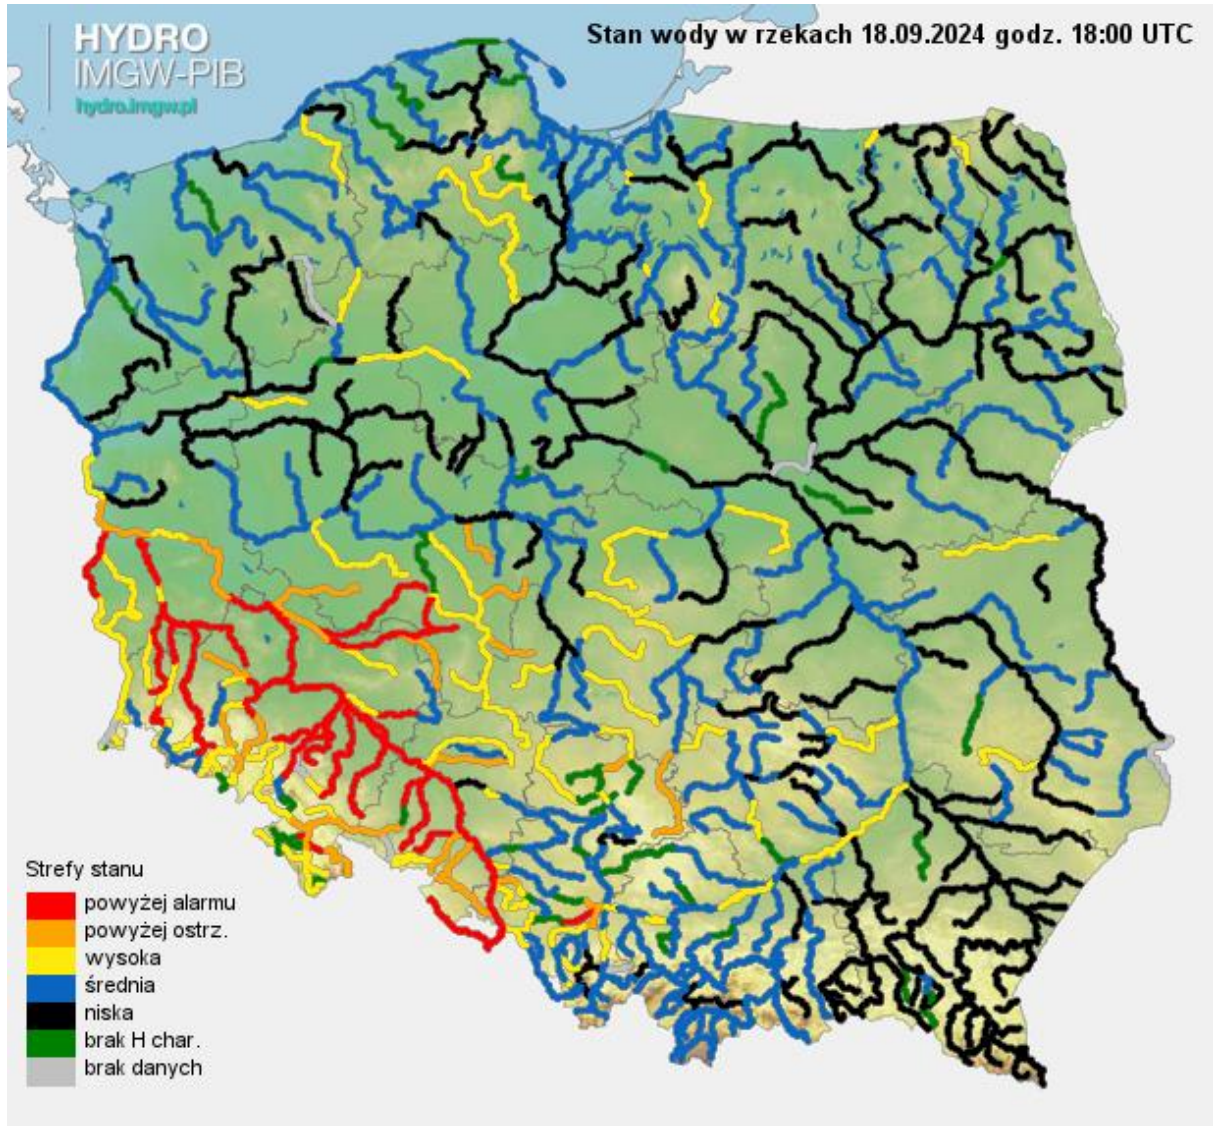 HYDRO
IMGW-PIB
hydro.imgw.pl
Stan wody w rzekach 18.09.2024 godz. 18:00 UTC
Strefy stanu
powyżej alarmu
powyżej ostrz.
wysoka
średnia
niska
brak H char.
brak danych